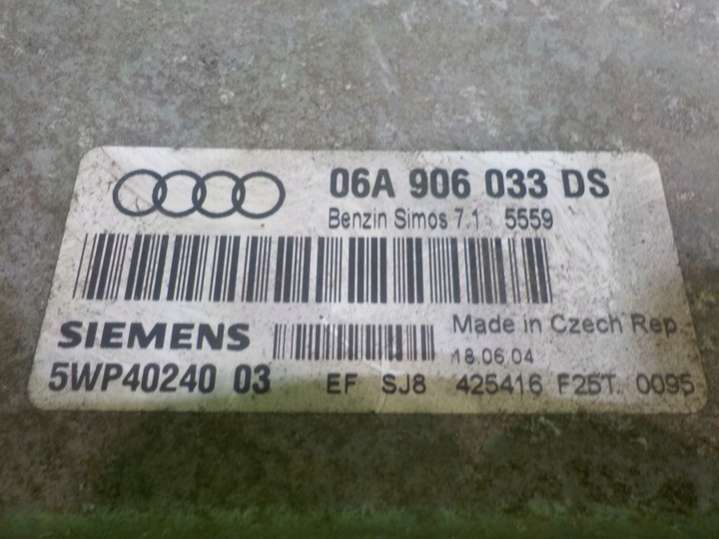 06A 906 033 DS
Benzin Simos 7.1 5559
SIEMENS
Made in Czech Rep.
18.06.04
5WP40240 03 EF SJ8 425416 F25T. 0095